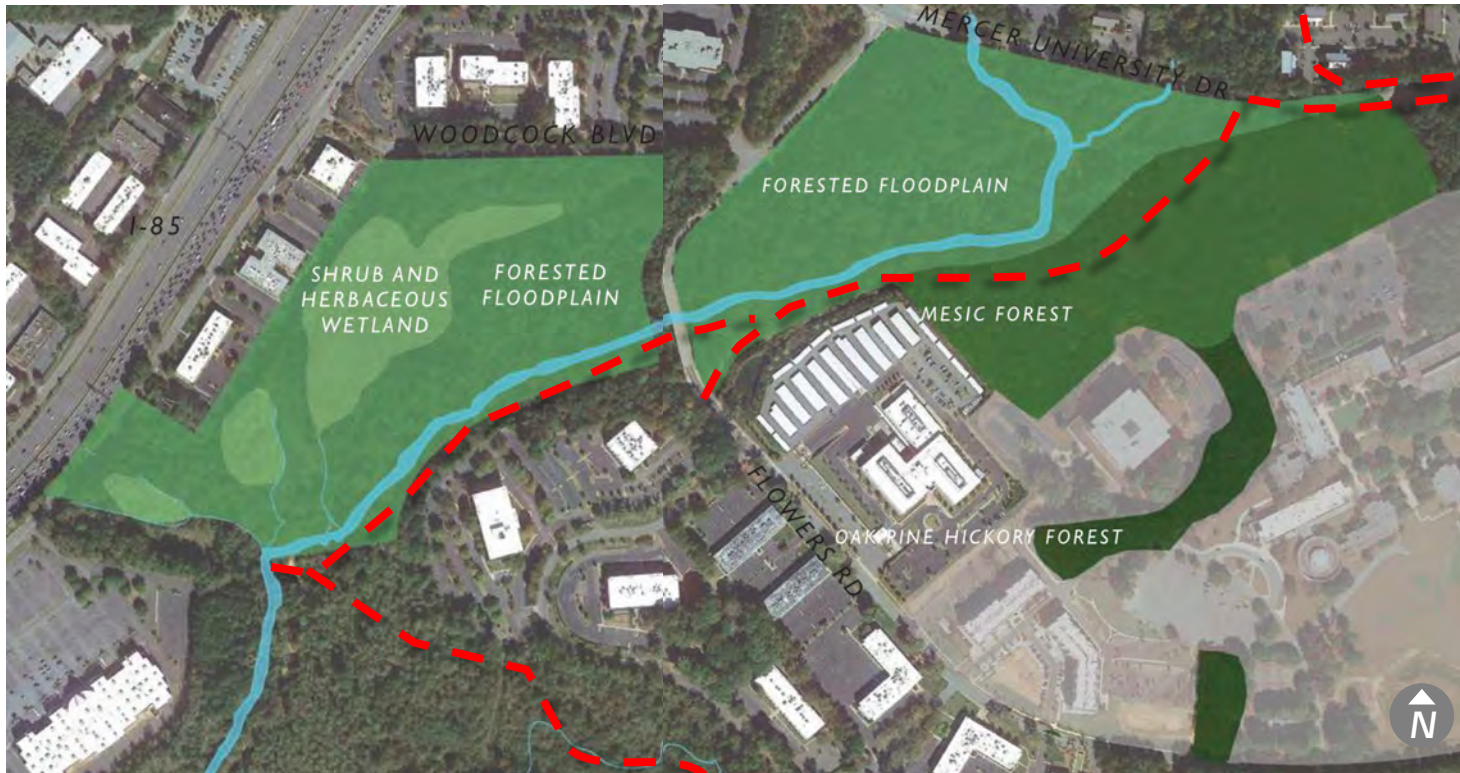 MERCER UNIVERSITY DR
WOODCOCK BLVD
I-85
FORESTED FLOODPLAIN
SHRUB AND
HERBACEOUS
WETLAND
FORESTED
FLOODPLAIN
MESIC FOREST
FLOWERS RD
OAK PINE HICKORY FOREST
N